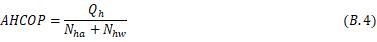 AHCOP = Q_h / (N_ha + N_hw) (B.4)